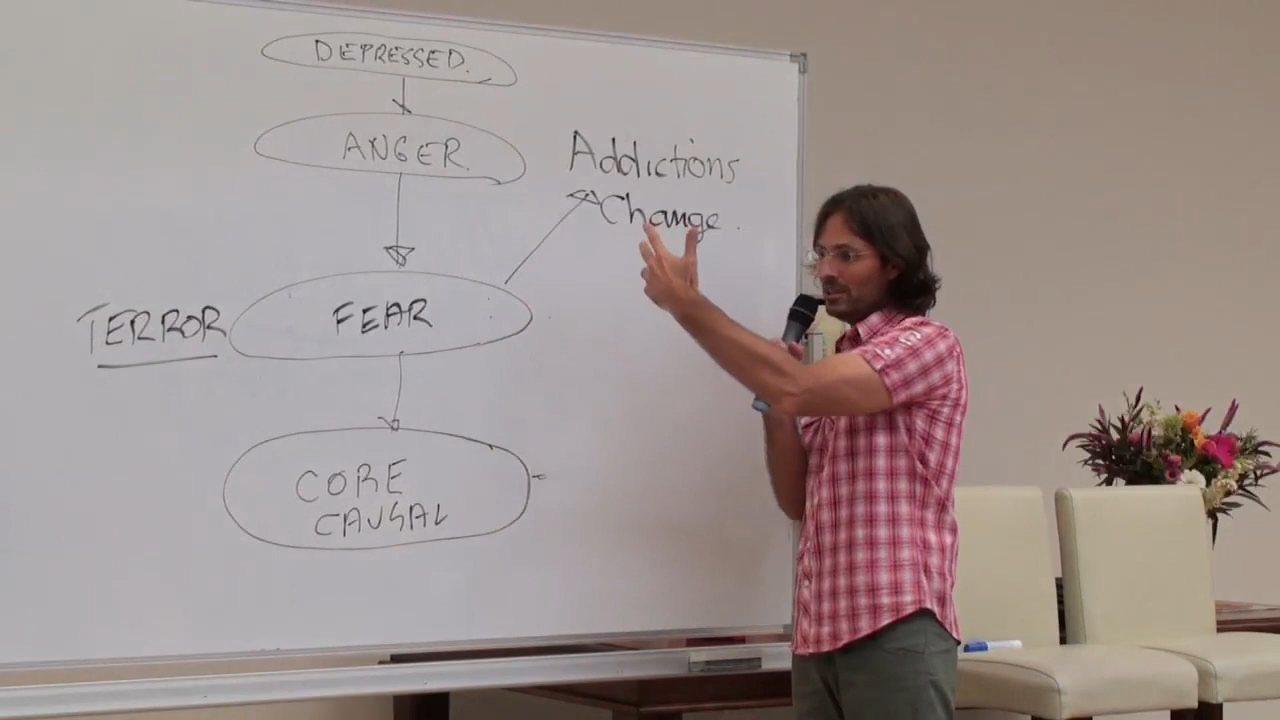 DEPRESSED.
ANGER.
Addictions
Change.
TERROR
FEAR
CORE
CAUSAL